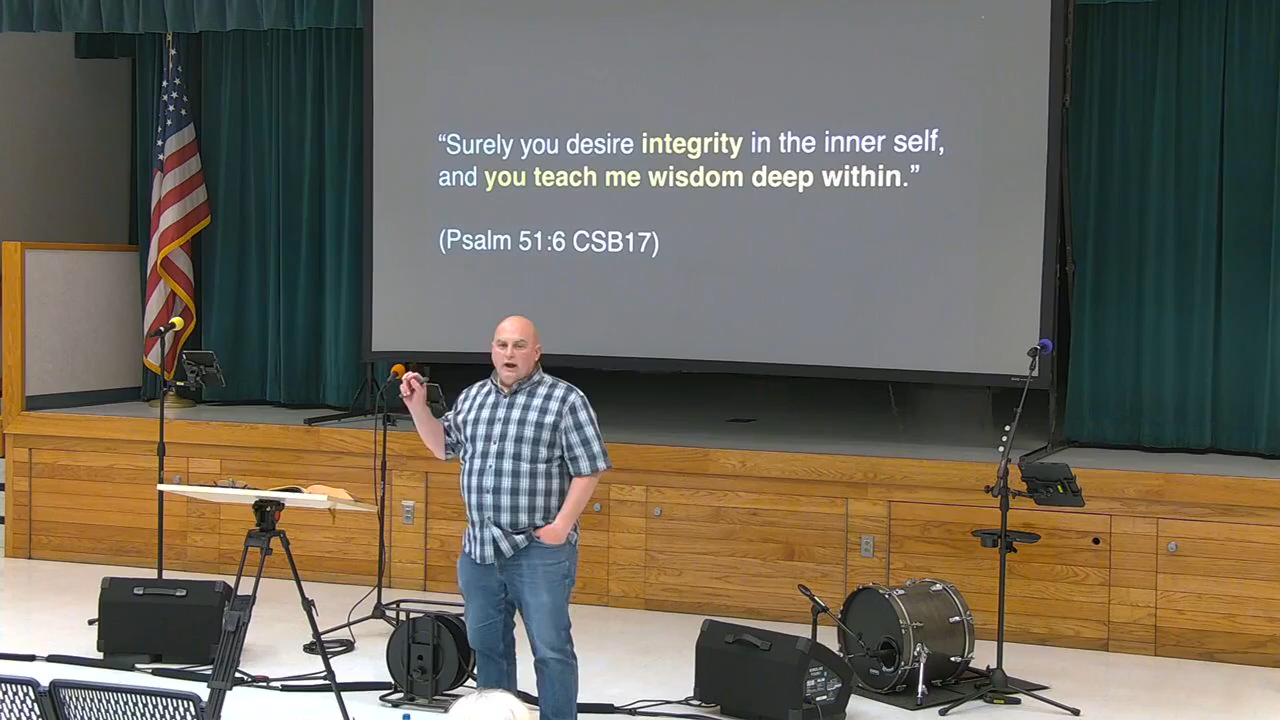 “Surely you desire integrity in the inner self,
and you teach me wisdom deep within.”
(Psalm 51:6 CSB17)